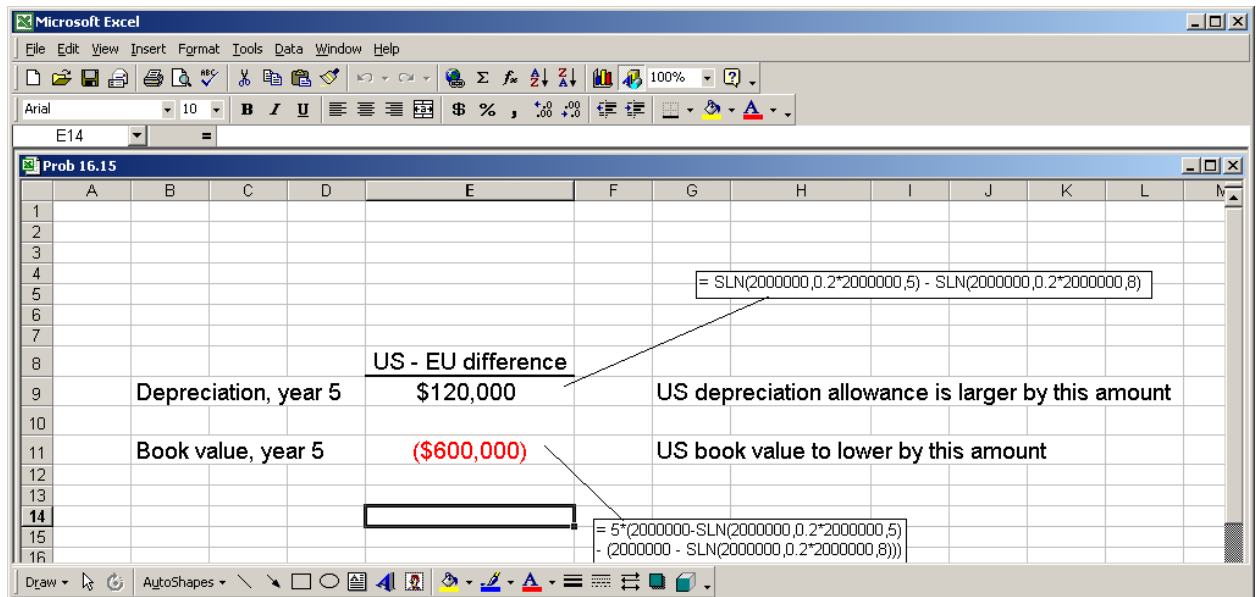 Microsoft Excel
File Edit View Insert Format Tools Data Window Help
100%
Arial 10 B I U $ % ,
E14 =
Prob 16.15
A B C D E F G H I J K L
1
2
3
4
= SLN(2000000,0.2*2000000,5) - SLN(2000000,0.2*2000000,8)
5
6
7
8 US - EU difference
9 Depreciation, year 5 $120,000 US depreciation allowance is larger by this amount
10
11 Book value, year 5 ($600,000) US book value to lower by this amount
12
13
14
= 5*(2000000-SLN(2000000,0.2*2000000,5)
15
- (2000000 - SLN(2000000,0.2*2000000,8)))
16
Draw AutoShapes